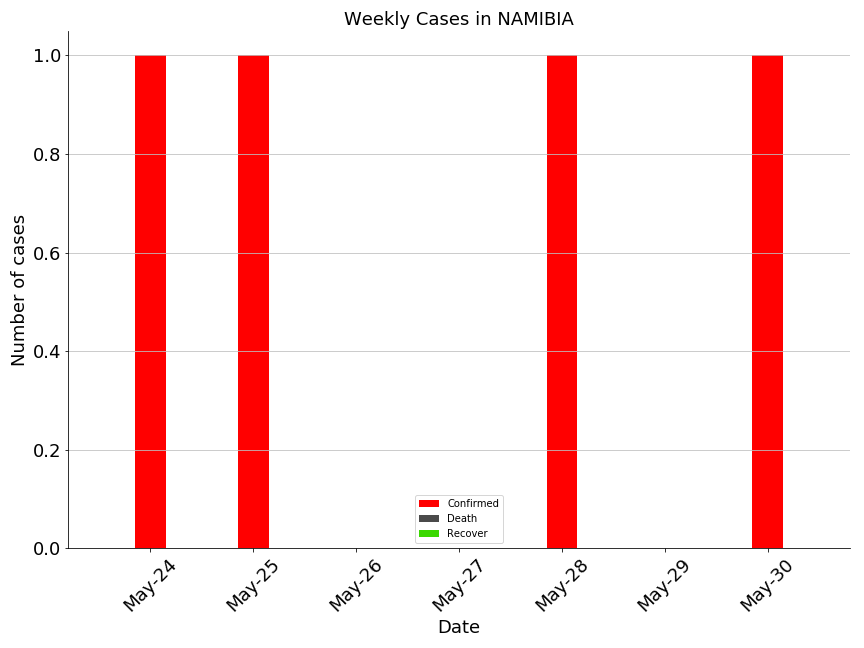 Weekly Cases in NAMIBIA
Number of cases
1.0
0.8
0.6
0.4
0.2
0.0
Confirmed
Death
Recover
May-24
May-25
May-26
May-27
May-28
May-29
May-30
Date